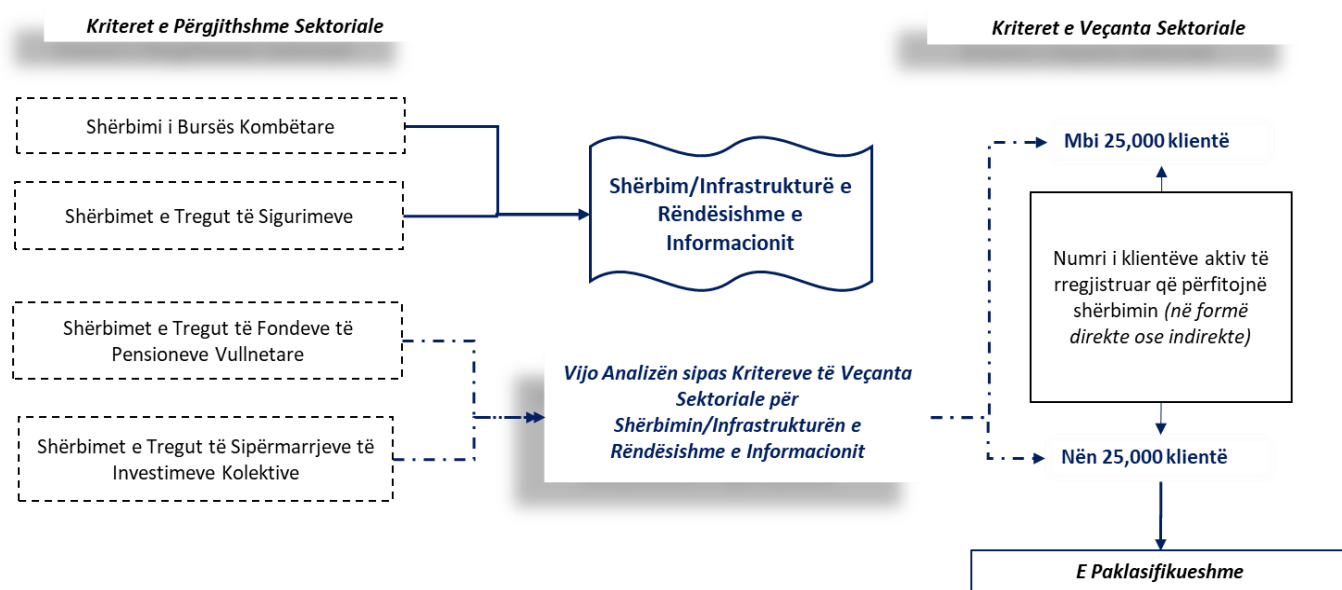 Kriteret e Përgjithshme Sektoriale
Shërbimi i Bursës Kombëtare
Shërbimet e Tregut të Sigurimeve
Shërbimet e Tregut të Fondeve të
Pensioneve Vullnetare
Shërbimet e Tregut të Sipërmarrjeve të
Investimeve Kolektive
Shërbim/Infrastrukturë e
Rëndësishme e
Informacionit
Vijo Analizën sipas Kritereve të Veçanta
Sektoriale për
Shërbimin/Infrastrukturën e
Rëndësishme e Informacionit
Kriteret e Veçanta Sektoriale
Mbi 25,000 klientë
Numri i klientëve aktiv të
rregjistruar që përfitojnë
shërbimin (në formë
direkte ose indirekte)
Nën 25,000 klientë
E Paklasifikueshme